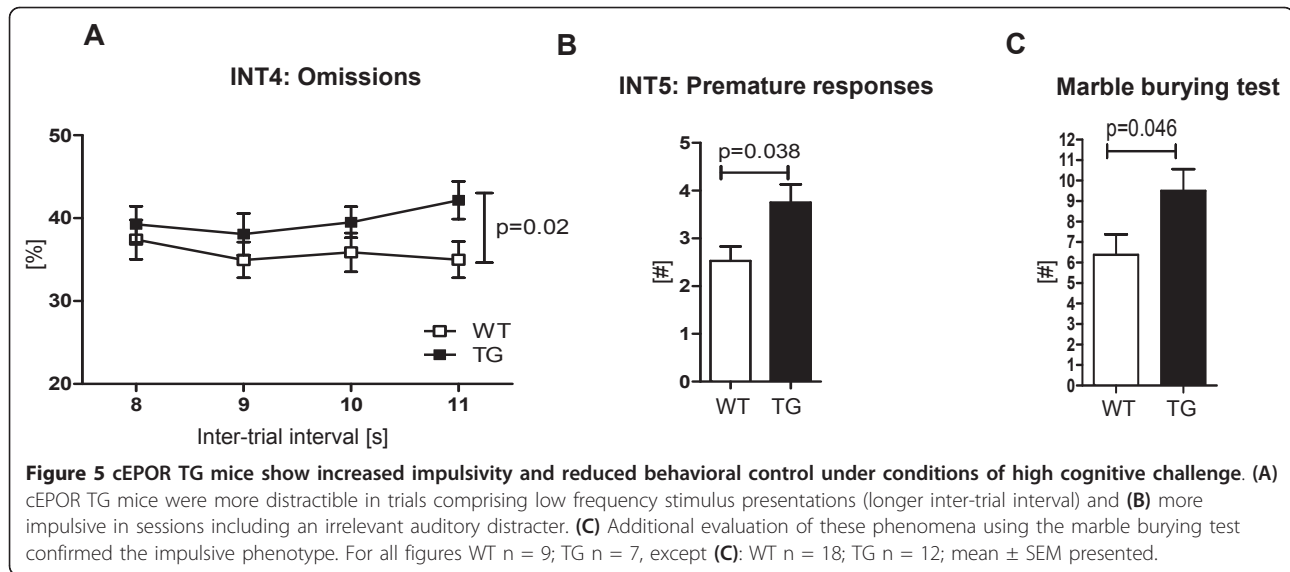 A
INT4: Omissions
50
40
30
20
[%]
p=0.02
WT
TG
8 9 10 11
Inter-trial interval [s]
B
INT5: Premature responses
p=0.038
5
4
3
2
1
0
[#]
WT TG
C
Marble burying test
p=0.046
12
11
10
9
8
7
6
5
4
3
2
1
0
[#]
WT TG
Figure 5 cEPOR TG mice show increased impulsivity and reduced behavioral control under conditions of high cognitive challenge. (A)
cEPOR TG mice were more distractible in trials comprising low frequency stimulus presentations (longer inter-trial interval) and (B) more
impulsive in sessions including an irrelevant auditory distracter. (C) Additional evaluation of these phenomena using the marble burying test
confirmed the impulsive phenotype. For all figures WT n = 9; TG n = 7, except (C): WT n = 18; TG n = 12; mean ± SEM presented.